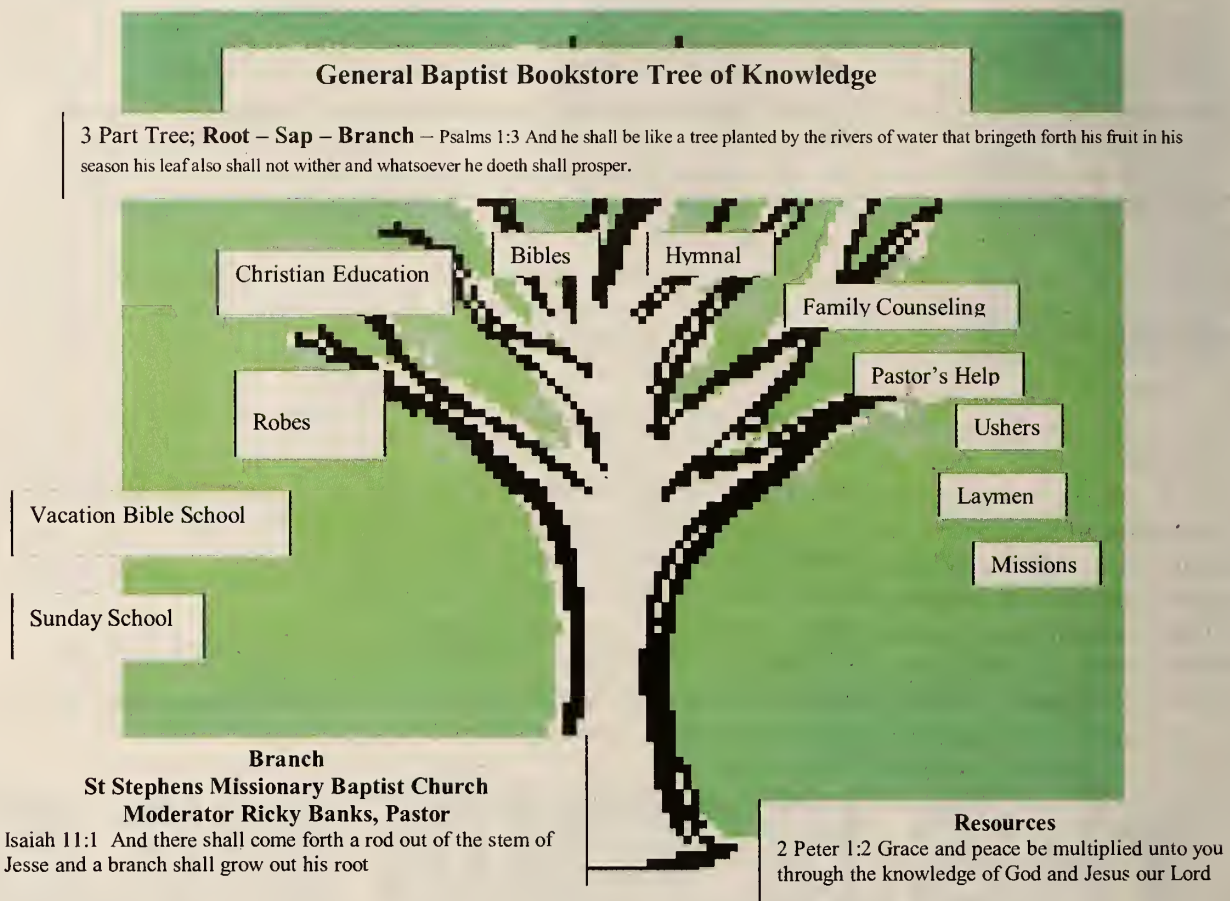 General Baptist Bookstore Tree of Knowledge
3 Part Tree; Root – Sap – Branch – Psalms 1:3 And he shall be like a tree planted by the rivers of water that bringeth forth his fruit in his
season his leaf also shall not wither and whatsoever he doeth shall prosper.
Bibles
Hymnal
Christian Education
Family Counseling
Pastor's Help
Robes
Ushers
Laymen
Vacation Bible School
Missions
Sunday School
Branch
St Stephens Missionary Baptist Church
Moderator Ricky Banks, Pastor
Isaiah 11:1 And there shall come forth a rod out of the stem of
Jesse and a branch shall grow out his root
Resources
2 Peter 1:2 Grace and peace be multiplied unto you
through the knowledge of God and Jesus our Lord